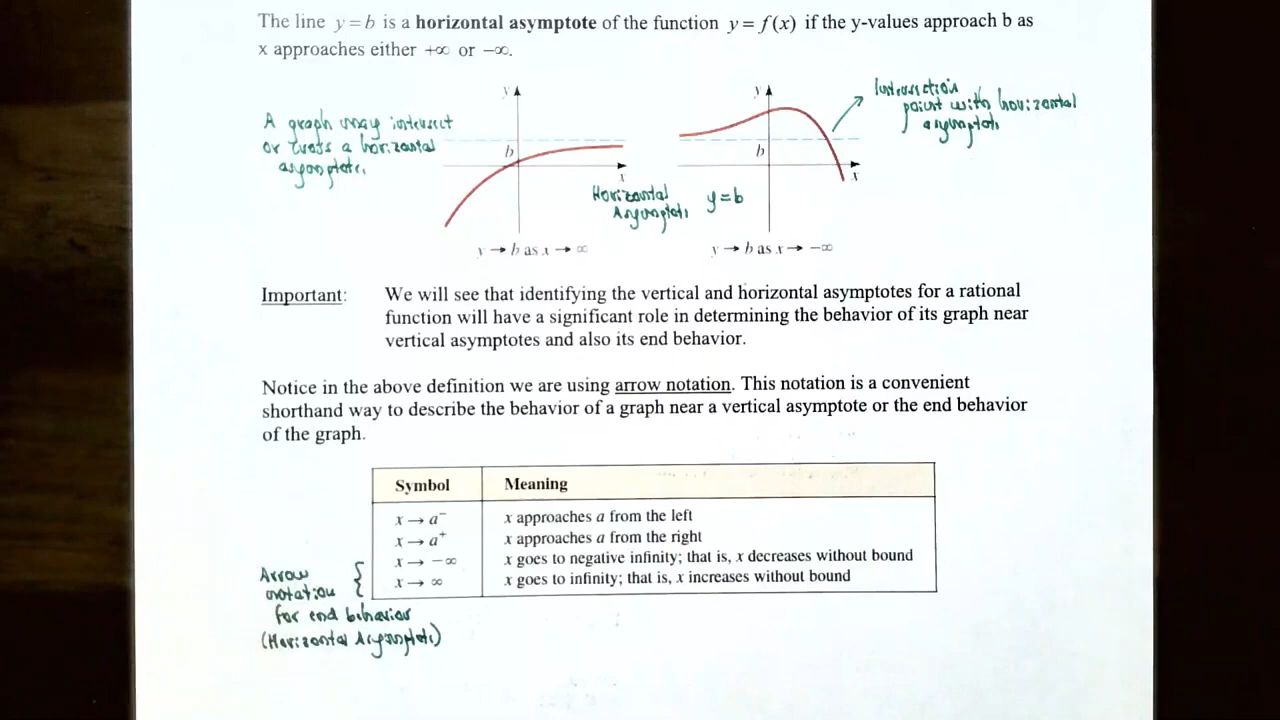 The line y = b is a horizontal asymptote of the function y = f(x) if the y-values approach b as
x approaches either +∞ or −∞.
A graph may intersect
or cross a horizontal
asymptote.
y
b
x
y → b as x → ∞
Horizontal
Asymptote
y = b
y
b
x
y → b as x → −∞
Intersection
point with horizontal
asymptote
Important: We will see that identifying the vertical and horizontal asymptotes for a rational
function will have a significant role in determining the behavior of its graph near
vertical asymptotes and also its end behavior.
Notice in the above definition we are using arrow notation. This notation is a convenient
shorthand way to describe the behavior of a graph near a vertical asymptote or the end behavior
of the graph.
Symbol Meaning
x → a⁻ x approaches a from the left
x → a⁺ x approaches a from the right
x → −∞ x goes to negative infinity; that is, x decreases without bound
x → ∞ x goes to infinity; that is, x increases without bound
Arrow
notation
for end behavior
(Horizontal Asymptote)